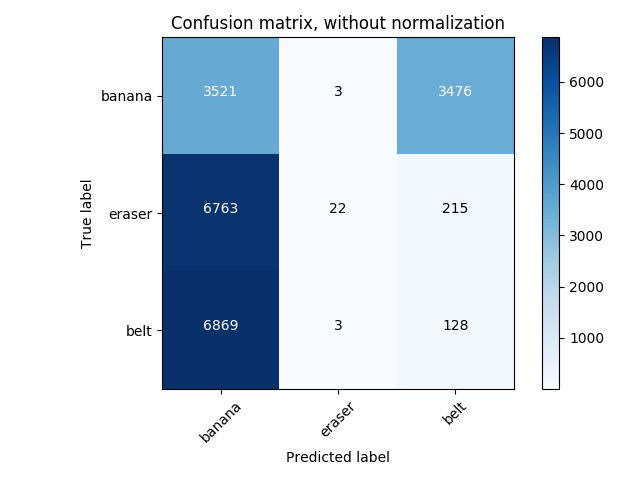 Confusion matrix, without normalization
banana 3521 3 3476
eraser 6763 22 215
belt 6869 3 128
banana eraser belt
True label
Predicted label
6000
5000
4000
3000
2000
1000